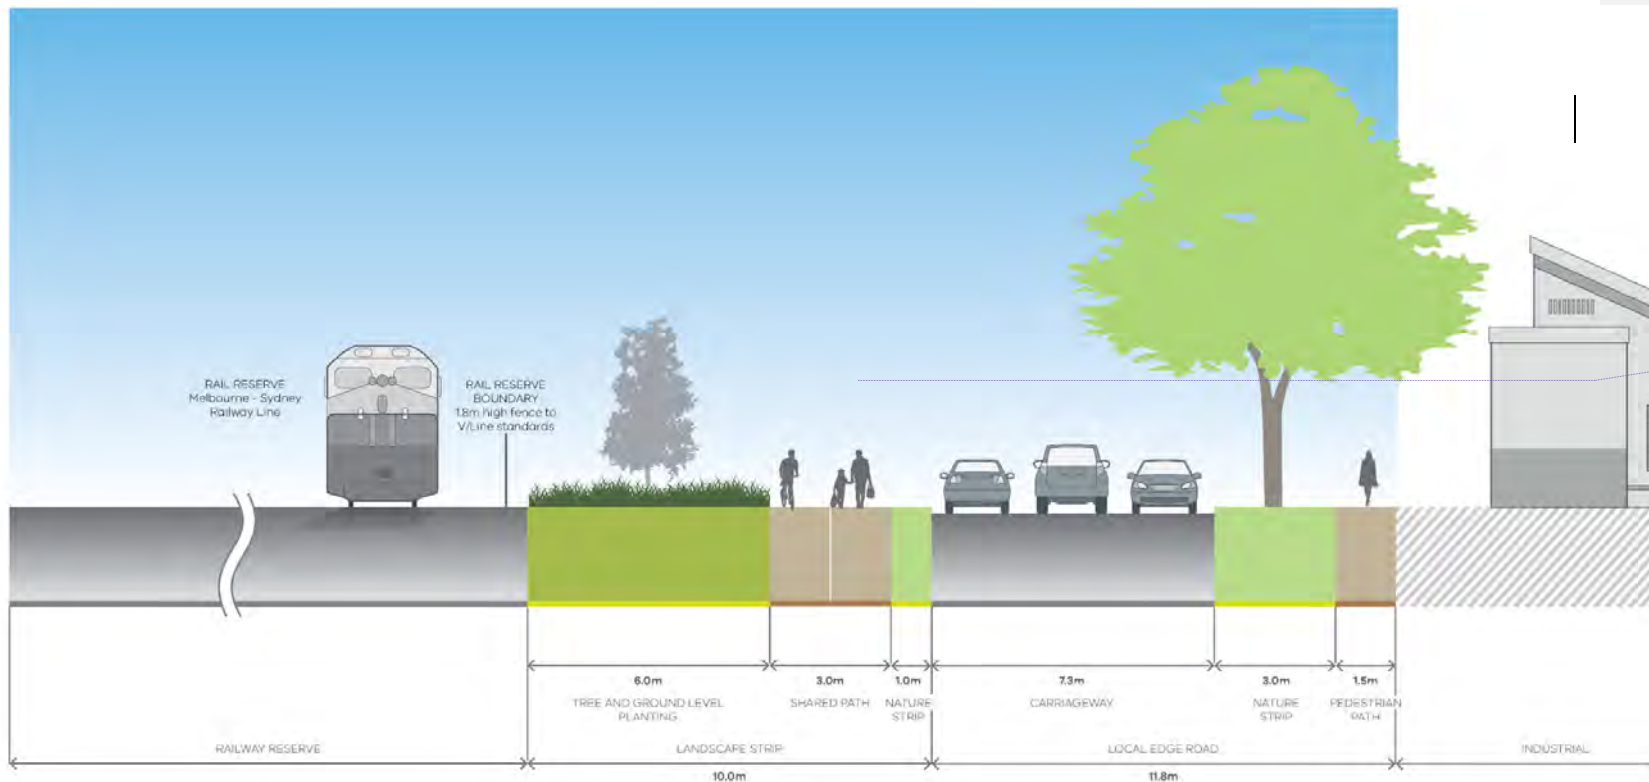 RAIL RESERVE
Melbourne - Sydney
Railway Line
RAIL RESERVE
BOUNDARY
1.8m high fence to
V/Line standards
6.0m
3.0m
1.0m
7.3m
3.0m
1.5m
TREE AND GROUND LEVEL
PLANTING
SHARED PATH
NATURE
STRIP
CARRIAGEWAY
NATURE
STRIP
PEDESTRIAN
PATH
RAILWAY RESERVE
LANDSCAPE STRIP
LOCAL EDGE ROAD
INDUSTRIAL
10.0m
11.8m